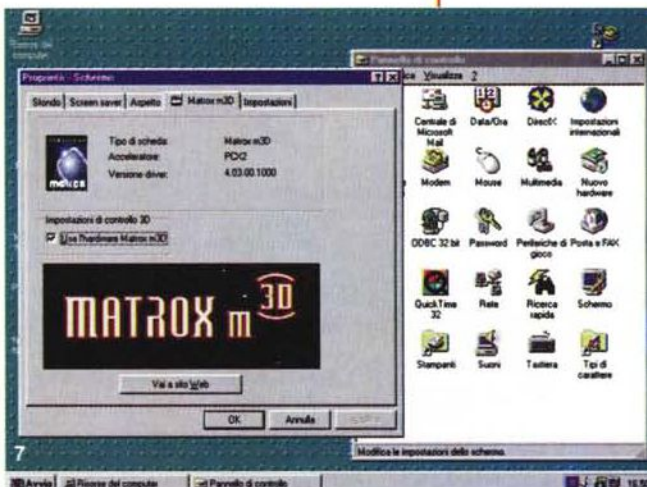 Risorse del computer
Proprietà - Schermo
Sfondo Screen saver Aspetto Matrox m3D Impostazioni
Tipo di scheda: Matrox m3D
Acceleratore: PCX2
Versione driver: 4.03.00.1000
matrox
Impostazioni di controllo 3D
Usa l'hardware Matrox m3D
MATROX m3D
Vai a sito Web
OK Annulla
Pannello di controllo
Visualizza ?
Centrale di Microsoft Mail
Data/Ora
DirectX
Impostazioni internazionali
Modem
Mouse
Multimedia
Nuovo hardware
ODBC 32 bit
Password
Periferiche di gioco
Posta e FAX
QuickTime 32
Rete
Ricerca rapida
Schermo
Stampanti
Suoni
Tastiera
Tipi di carattere
Modifica le impostazioni dello schermo.
7
Avvio Risorse del computer Pannello di controllo 16.50